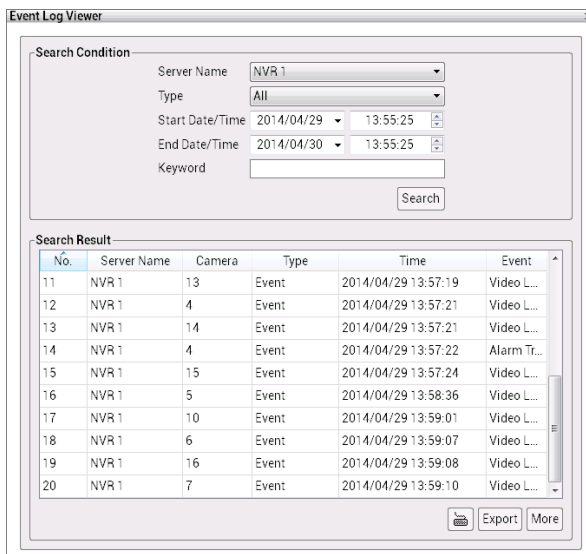 Event Log Viewer
Search Condition
Server Name NVR 1
Type All
Start Date/Time 2014/04/29 13:55:25
End Date/Time 2014/04/30 13:55:25
Keyword
Search
Search Result
No. Server Name Camera Type Time Event
11 NVR 1 13 Event 2014/04/29 13:57:19 Video L...
12 NVR 1 4 Event 2014/04/29 13:57:21 Video L...
13 NVR 1 14 Event 2014/04/29 13:57:21 Video L...
14 NVR 1 4 Event 2014/04/29 13:57:22 Alarm Tr...
15 NVR 1 15 Event 2014/04/29 13:57:24 Video L...
16 NVR 1 5 Event 2014/04/29 13:58:36 Video L...
17 NVR 1 10 Event 2014/04/29 13:59:01 Video L...
18 NVR 1 6 Event 2014/04/29 13:59:07 Video L...
19 NVR 1 16 Event 2014/04/29 13:59:08 Video L...
20 NVR 1 7 Event 2014/04/29 13:59:10 Video L...
Export More